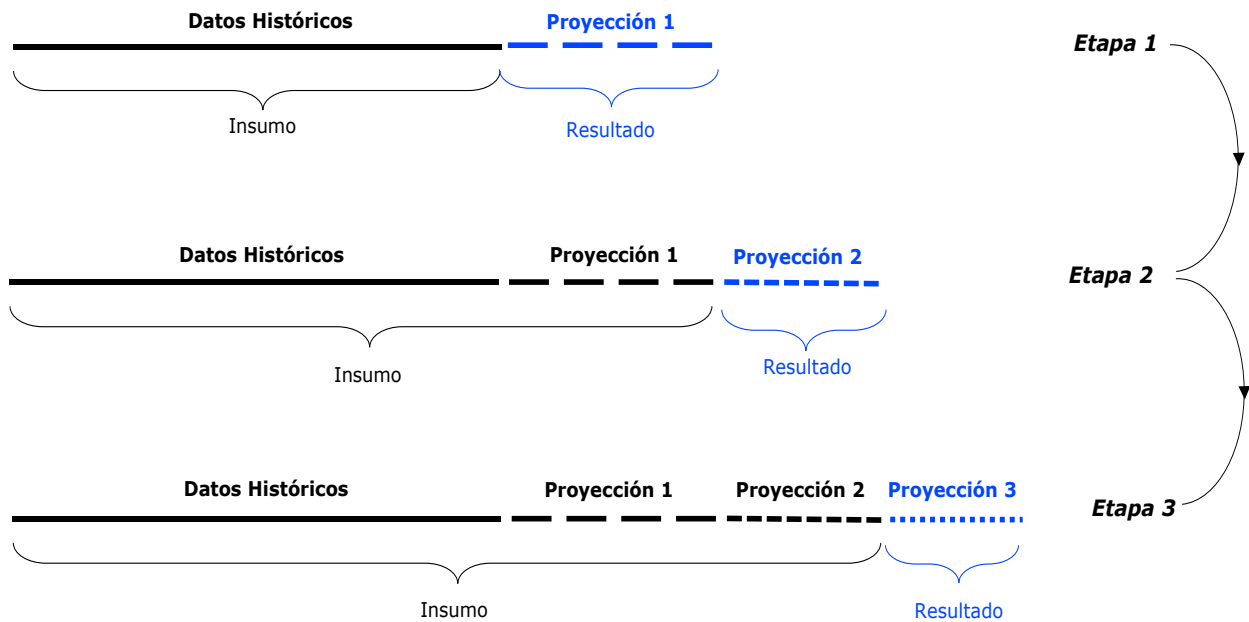 Datos Históricos Proyección 1
Etapa 1
Insumo Resultado
Datos Históricos Proyección 1 Proyección 2
Etapa 2
Insumo Resultado
Datos Históricos Proyección 1 Proyección 2 Proyección 3
Etapa 3
Insumo Resultado